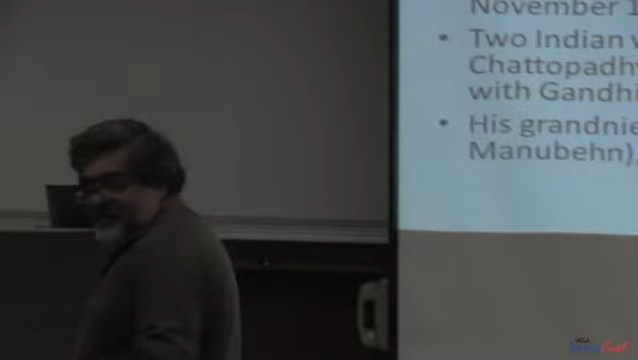 November 1
• Two Indian
Chattopadhy
with Gandhi
• His grandnie
Manubehn),